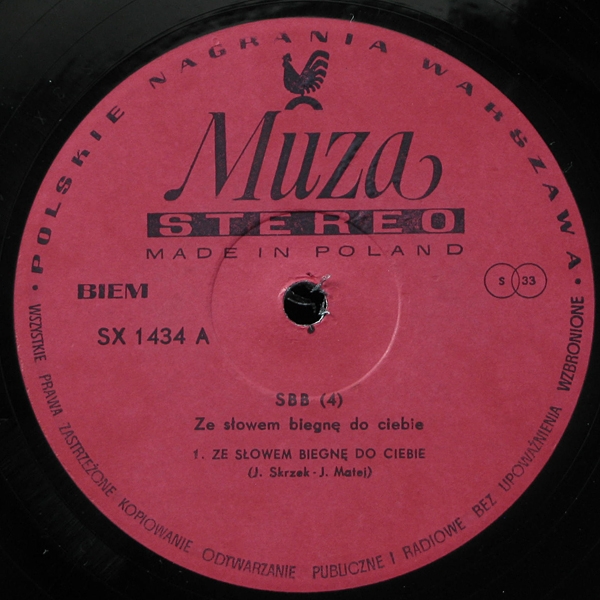 • POLSKIE NAGRANIA WARSZAWA •
Muza
STEREO
MADE IN POLAND
BIEM
S 33
SX 1434 A
SBB (4)
Ze słowem biegnę do ciebie
1. ZE SŁOWEM BIEGNĘ DO CIEBIE
(J. Skrzek - J. Matej)
WSZYSTKIE PRAWA ZASTRZEŻONE KOPIOWANIE ODTWARZANIE PUBLICZNE I RADIOWE BEZ UPOWAŻNIENIA WZBRONIONE